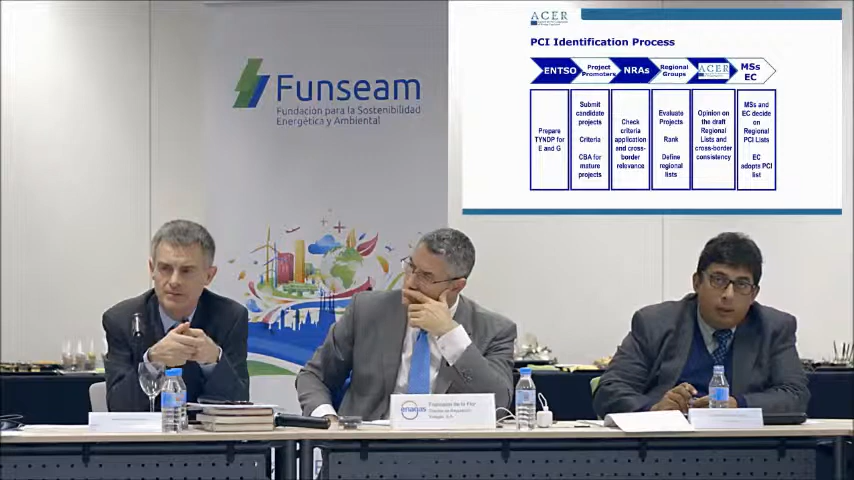 Funseam
Fundación para la Sostenibilidad
Energética y Ambiental
ACER
PCI Identification Process
ENTSO
Project
Promoters
NRAs
Regional
Groups
ACER
MSs
EC
Prepare
TYNDP for
E and G
Submit
candidate
projects
Criteria
CBA for
mature
projects
Check
criteria
application
and cross-
border
relevance
Evaluate
Projects
Rank
Define
regional
lists
Opinion on
the draft
Regional
Lists and
cross-border
consistency
MSs and
EC decide
on
Regional
PCI Lists
EC
adopts PCI
list
enagas